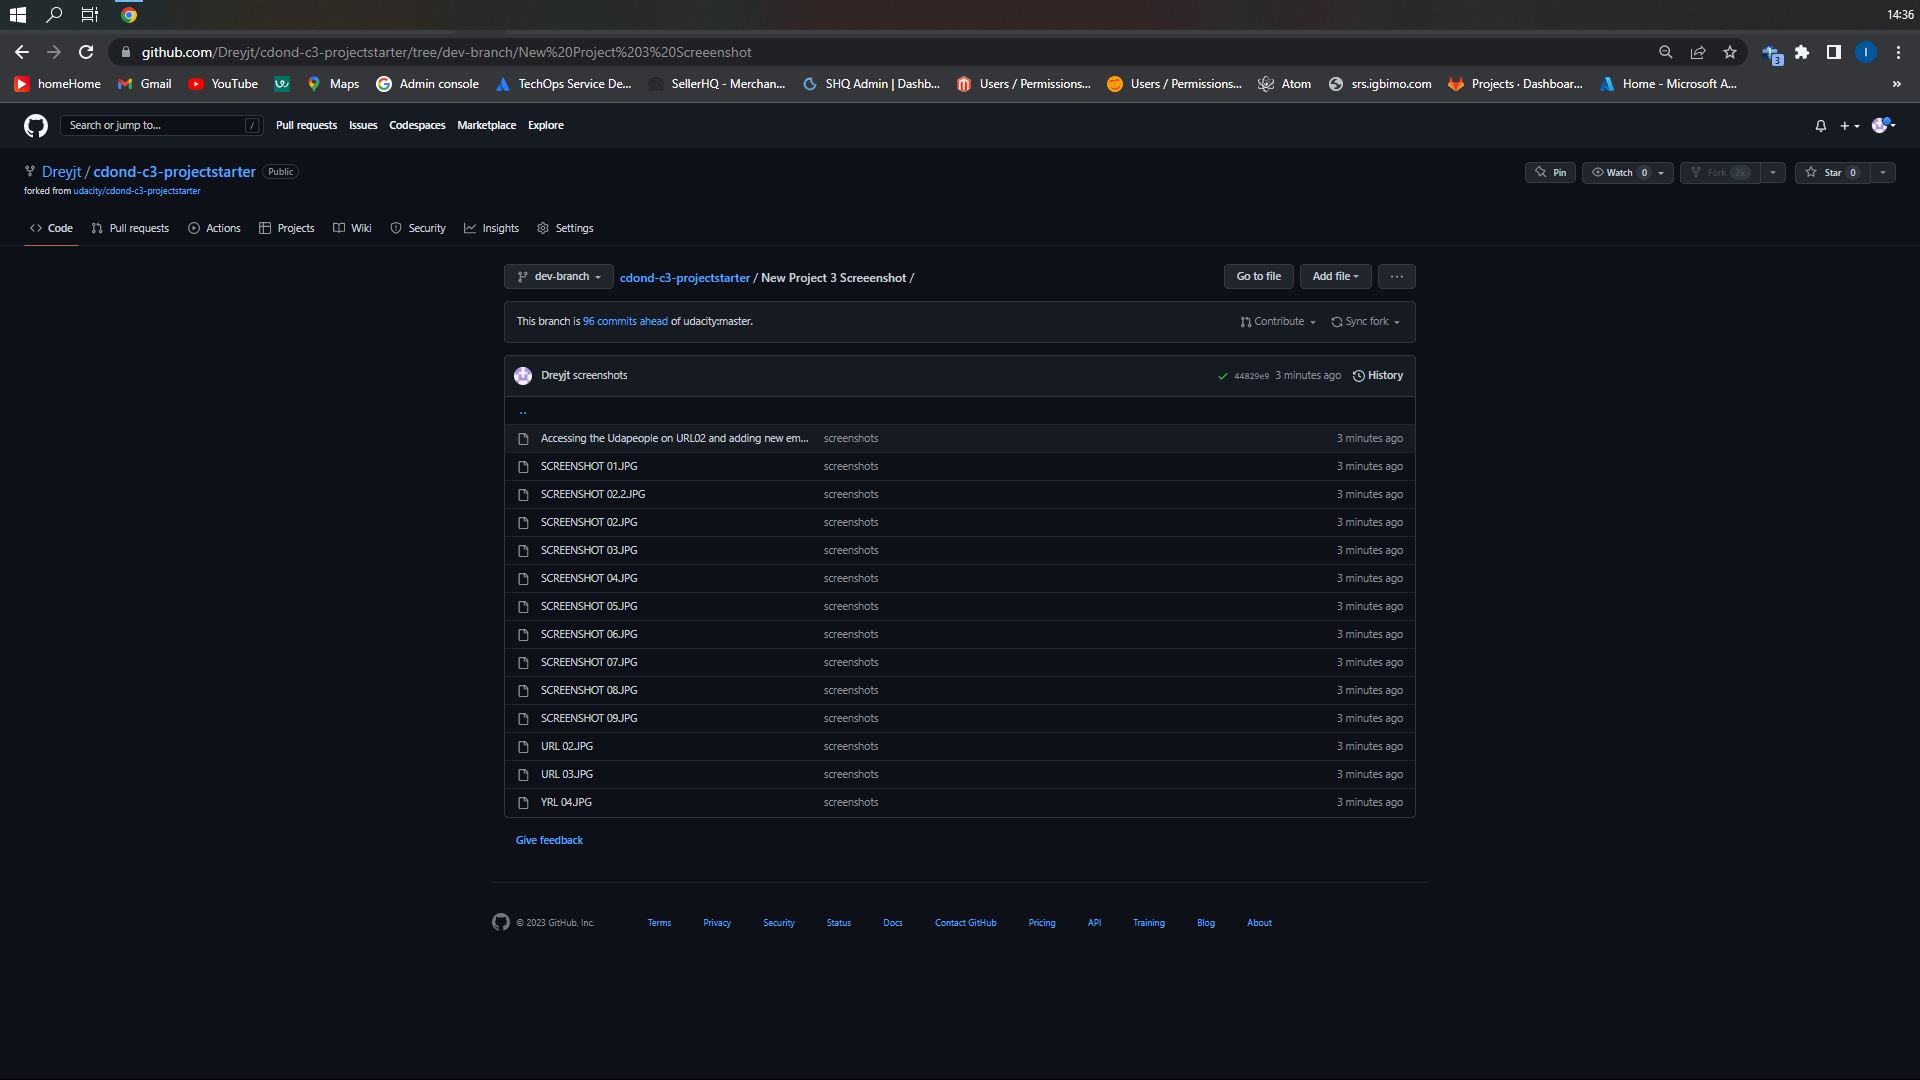 14:36
github.com/Dreyjt/cdond-c3-projectstarter/tree/dev-branch/New%20Project%203%20Screeenshot
3
I
homeHome Gmail YouTube Maps Admin console TechOps Service De... SellerHQ - Merchan... SHQ Admin | Dashb... Users / Permissions... Users / Permissions... Atom srs.igbimo.com Projects · Dashboar... Home - Microsoft A... »
Search or jump to... / Pull requests Issues Codespaces Marketplace Explore
Dreyjt / cdond-c3-projectstarter Public
Pin Watch 0 Fork 2k Star 0
forked from udacity/cdond-c3-projectstarter
Code Pull requests Actions Projects Wiki Security Insights Settings
dev-branch cdond-c3-projectstarter / New Project 3 Screeenshot / Go to file Add file ...
This branch is 96 commits ahead of udacity:master. Contribute Sync fork
Dreyjt screenshots 44829e9 3 minutes ago History
..
Accessing the Udapeople on URL02 and adding new em... screenshots 3 minutes ago
SCREENSHOT 01.JPG screenshots 3 minutes ago
SCREENSHOT 02.2.JPG screenshots 3 minutes ago
SCREENSHOT 02.JPG screenshots 3 minutes ago
SCREENSHOT 03.JPG screenshots 3 minutes ago
SCREENSHOT 04.JPG screenshots 3 minutes ago
SCREENSHOT 05.JPG screenshots 3 minutes ago
SCREENSHOT 06.JPG screenshots 3 minutes ago
SCREENSHOT 07.JPG screenshots 3 minutes ago
SCREENSHOT 08.JPG screenshots 3 minutes ago
SCREENSHOT 09.JPG screenshots 3 minutes ago
URL 02.JPG screenshots 3 minutes ago
URL 03.JPG screenshots 3 minutes ago
YRL 04.JPG screenshots 3 minutes ago
Give feedback
© 2023 GitHub, Inc. Terms Privacy Security Status Docs Contact GitHub Pricing API Training Blog About